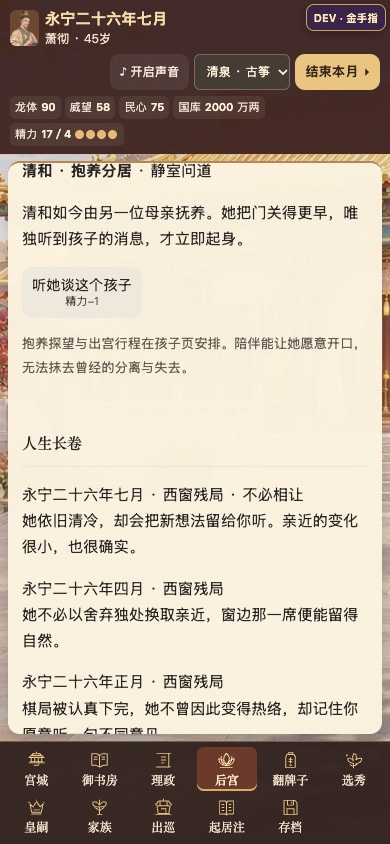 永宁二十六年七月
萧彻 · 45岁
DEV · 金手指
♪ 开启声音
清泉 · 古筝
结束本月
龙体 90
威望 58
民心 75
国库 2000 万两
精力 17 / 4
清和 · 抱养分居 · 静室问道
清和如今由另一位母亲抚养。她把门关得更早，唯
独听到孩子的消息，才立即起身。
听她谈这个孩子
精力−1
抱养探望与出宫行程在孩子页安排。陪伴能让她愿意开口，
无法抹去曾经的分离与失去。
人生长卷
永宁二十六年七月 · 西窗残局 · 不必相让
她依旧清冷，却会把新想法留给你听。亲近的变化
很小，也很确实。
永宁二十六年四月 · 西窗残局
她不必以舍弃独处换取亲近，窗边那一席便能留得
自然。
永宁二十六年正月 · 西窗残局
棋局被认真下完，她不曾因此变得热络，却记住你
愿意听一句不同意见
宫城
御书房
理政
后宫
翻牌子
选秀
皇嗣
家族
出巡
起居注
存档